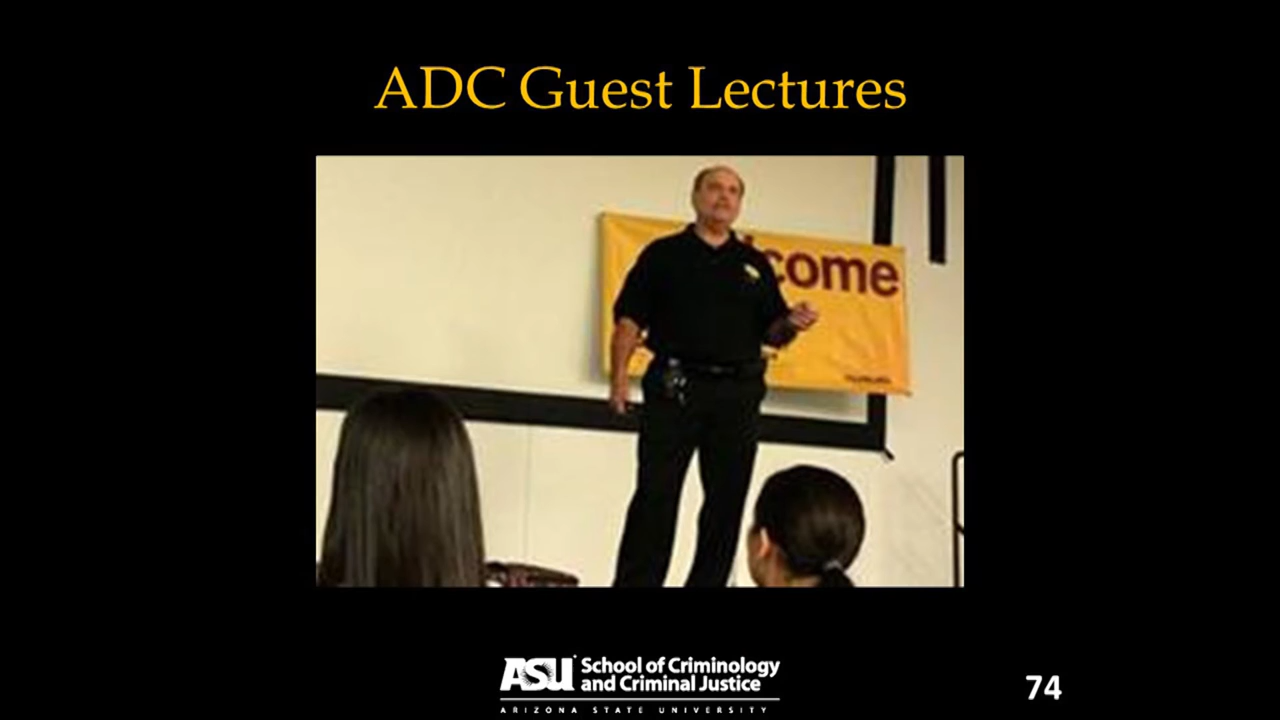 ADC Guest Lectures
come
ASU School of Criminology
and Criminal Justice
ARIZONA STATE UNIVERSITY
74